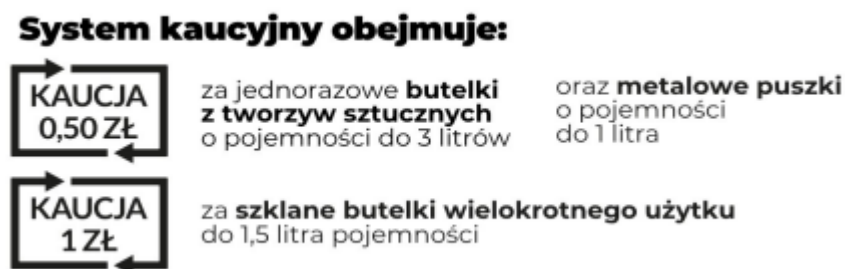 System kaucyjny obejmuje:
KAUCJA
0,50 ZŁ
za jednorazowe butelki
z tworzyw sztucznych
o pojemności do 3 litrów
oraz metalowe puszki
o pojemności
do 1 litra
KAUCJA
1 ZŁ
za szklane butelki wielokrotnego użytku
do 1,5 litra pojemności